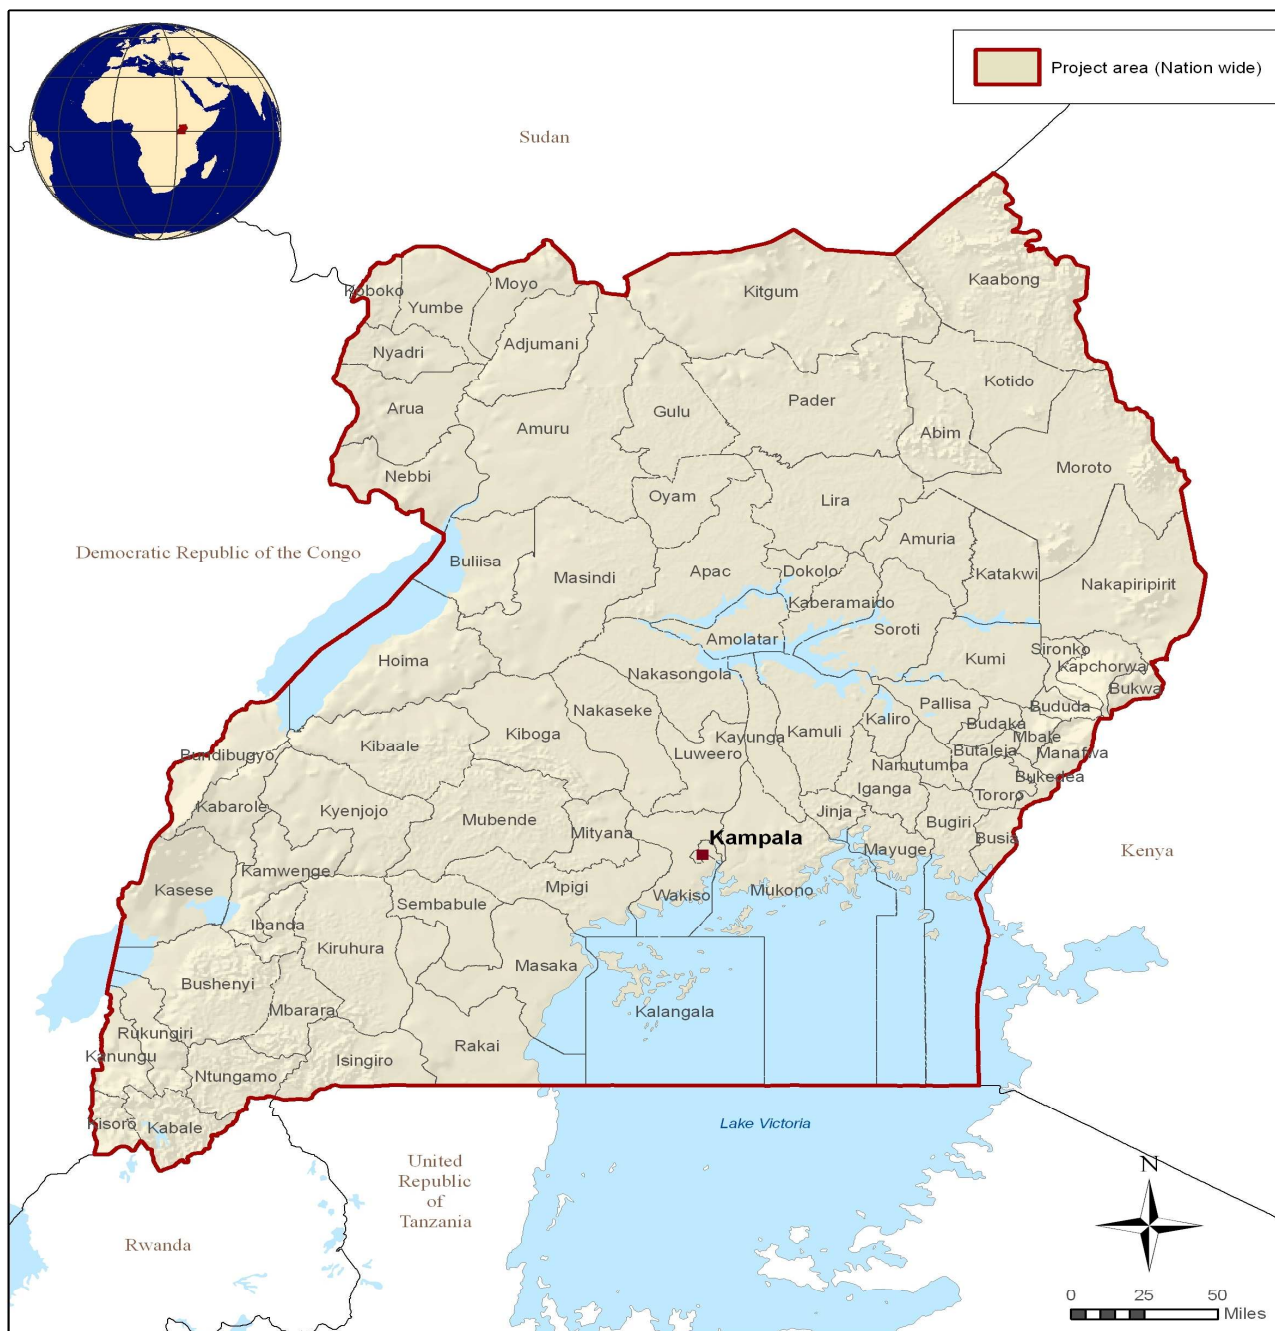 Project area (Nation wide)
Sudan
Kaabong
Koboko
Moyo
Kitgum
Yumbe
Adjumani
Nyadri
Kotido
Arua
Gulu
Pader
Amuru
Abim
Moroto
Nebbi
Oyam
Lira
Democratic Republic of the Congo
Amuria
Buliisa
Masindi
Apac
Dokolo
Katakwi
Nakapiripirit
Kaberamaido
Soroti
Amolatar
Sironko
Hoima
Kumi
Kapchorwa
Nakasongola
Bukwa
Nakaseke
Pallisa
Bududa
Kaliro
Budaka
Kiboga
Kamuli
Kayunga
Mbale
Kibaale
Butaleja
Manafwa
Bundibugyo
Luweero
Namutumba
Bukedea
Iganga
Tororo
Kabarole
Kyenjojo
Jinja
Mubende
Mityana
Bugiri
Kampala
Busia
Mayuge
Kenya
Kamwenge
Kasese
Mpigi
Wakiso
Mukono
Sembabule
Ibanda
Kiruhura
Masaka
Bushenyi
Mbarara
Kalangala
Rukungiri
Rakai
Kanungu
Isingiro
Ntungamo
Kisoro
Kabale
Lake Victoria
United
Republic
of
Tanzania
N
Rwanda
0 25 50
Miles